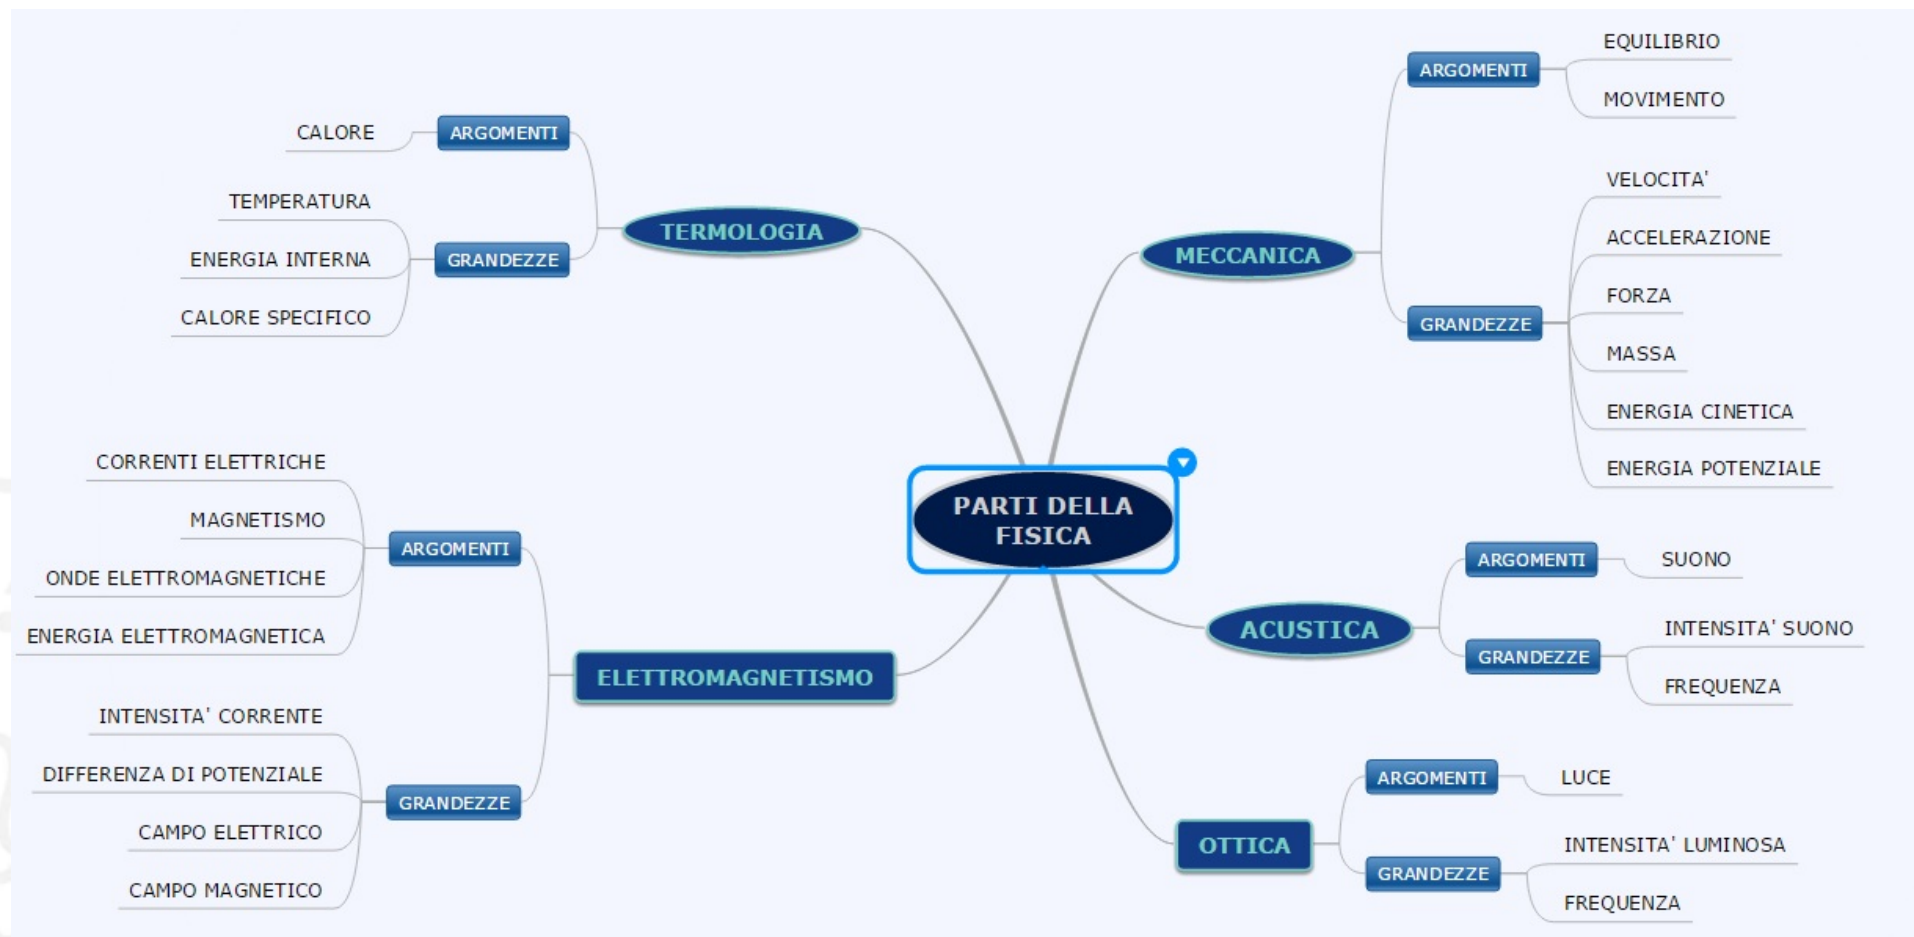 PARTI DELLA
FISICA
MECCANICA
ARGOMENTI
EQUILIBRIO
MOVIMENTO
GRANDEZZE
VELOCITA'
ACCELERAZIONE
FORZA
MASSA
ENERGIA CINETICA
ENERGIA POTENZIALE
ACUSTICA
ARGOMENTI
SUONO
GRANDEZZE
INTENSITA' SUONO
FREQUENZA
OTTICA
ARGOMENTI
LUCE
GRANDEZZE
INTENSITA' LUMINOSA
FREQUENZA
TERMOLOGIA
ARGOMENTI
CALORE
GRANDEZZE
TEMPERATURA
ENERGIA INTERNA
CALORE SPECIFICO
ELETTROMAGNETISMO
ARGOMENTI
CORRENTI ELETTRICHE
MAGNETISMO
ONDE ELETTROMAGNETICHE
ENERGIA ELETTROMAGNETICA
GRANDEZZE
INTENSITA' CORRENTE
DIFFERENZA DI POTENZIALE
CAMPO ELETTRICO
CAMPO MAGNETICO